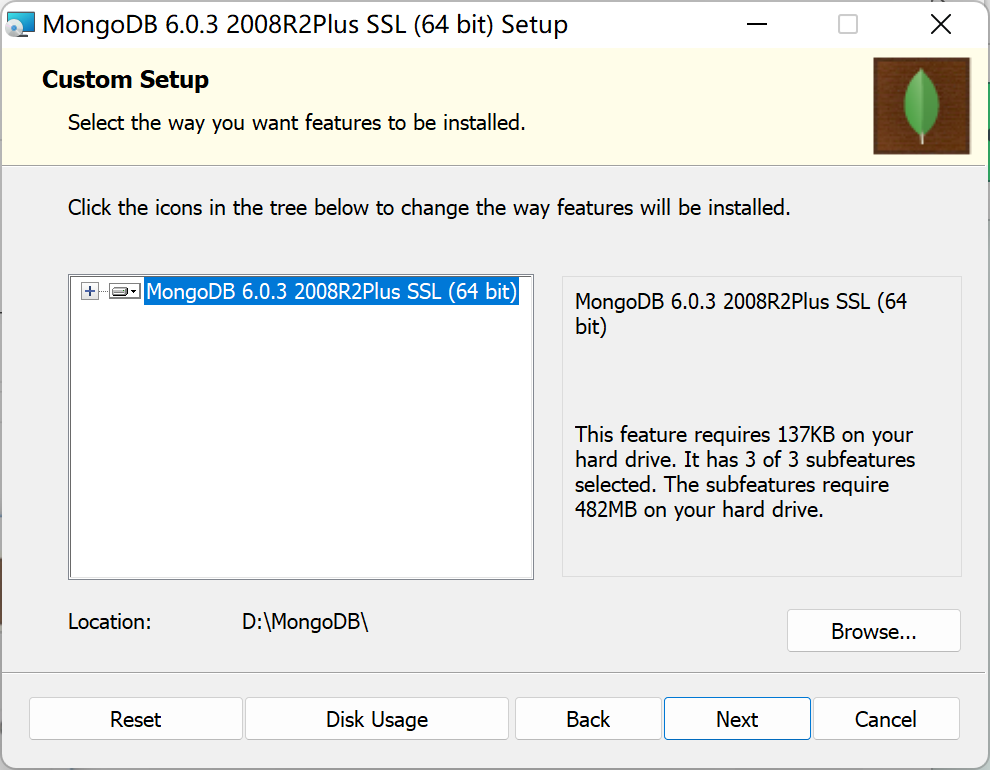 MongoDB 6.0.3 2008R2Plus SSL (64 bit) Setup
Custom Setup
Select the way you want features to be installed.
Click the icons in the tree below to change the way features will be installed.
MongoDB 6.0.3 2008R2Plus SSL (64 bit)
MongoDB 6.0.3 2008R2Plus SSL (64
bit)
This feature requires 137KB on your
hard drive. It has 3 of 3 subfeatures
selected. The subfeatures require
482MB on your hard drive.
Location: D:\MongoDB\
Browse...
Reset Disk Usage Back Next Cancel